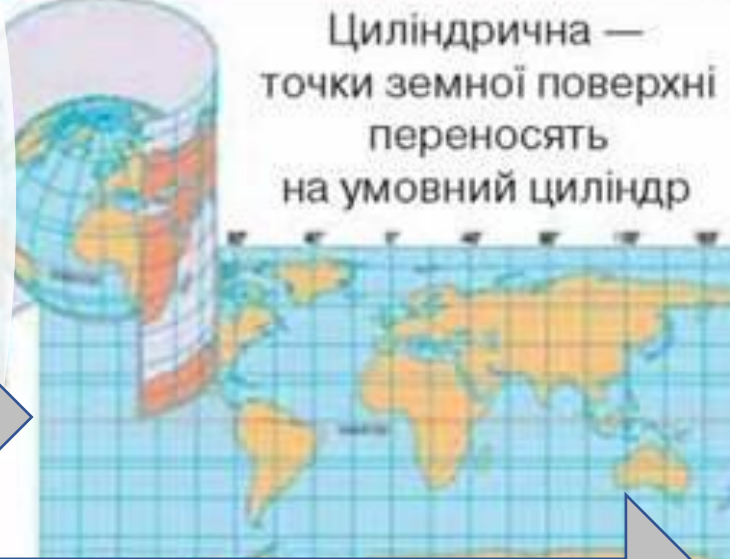 Циліндрична —
точки земної поверхні
переносять
на умовний циліндр